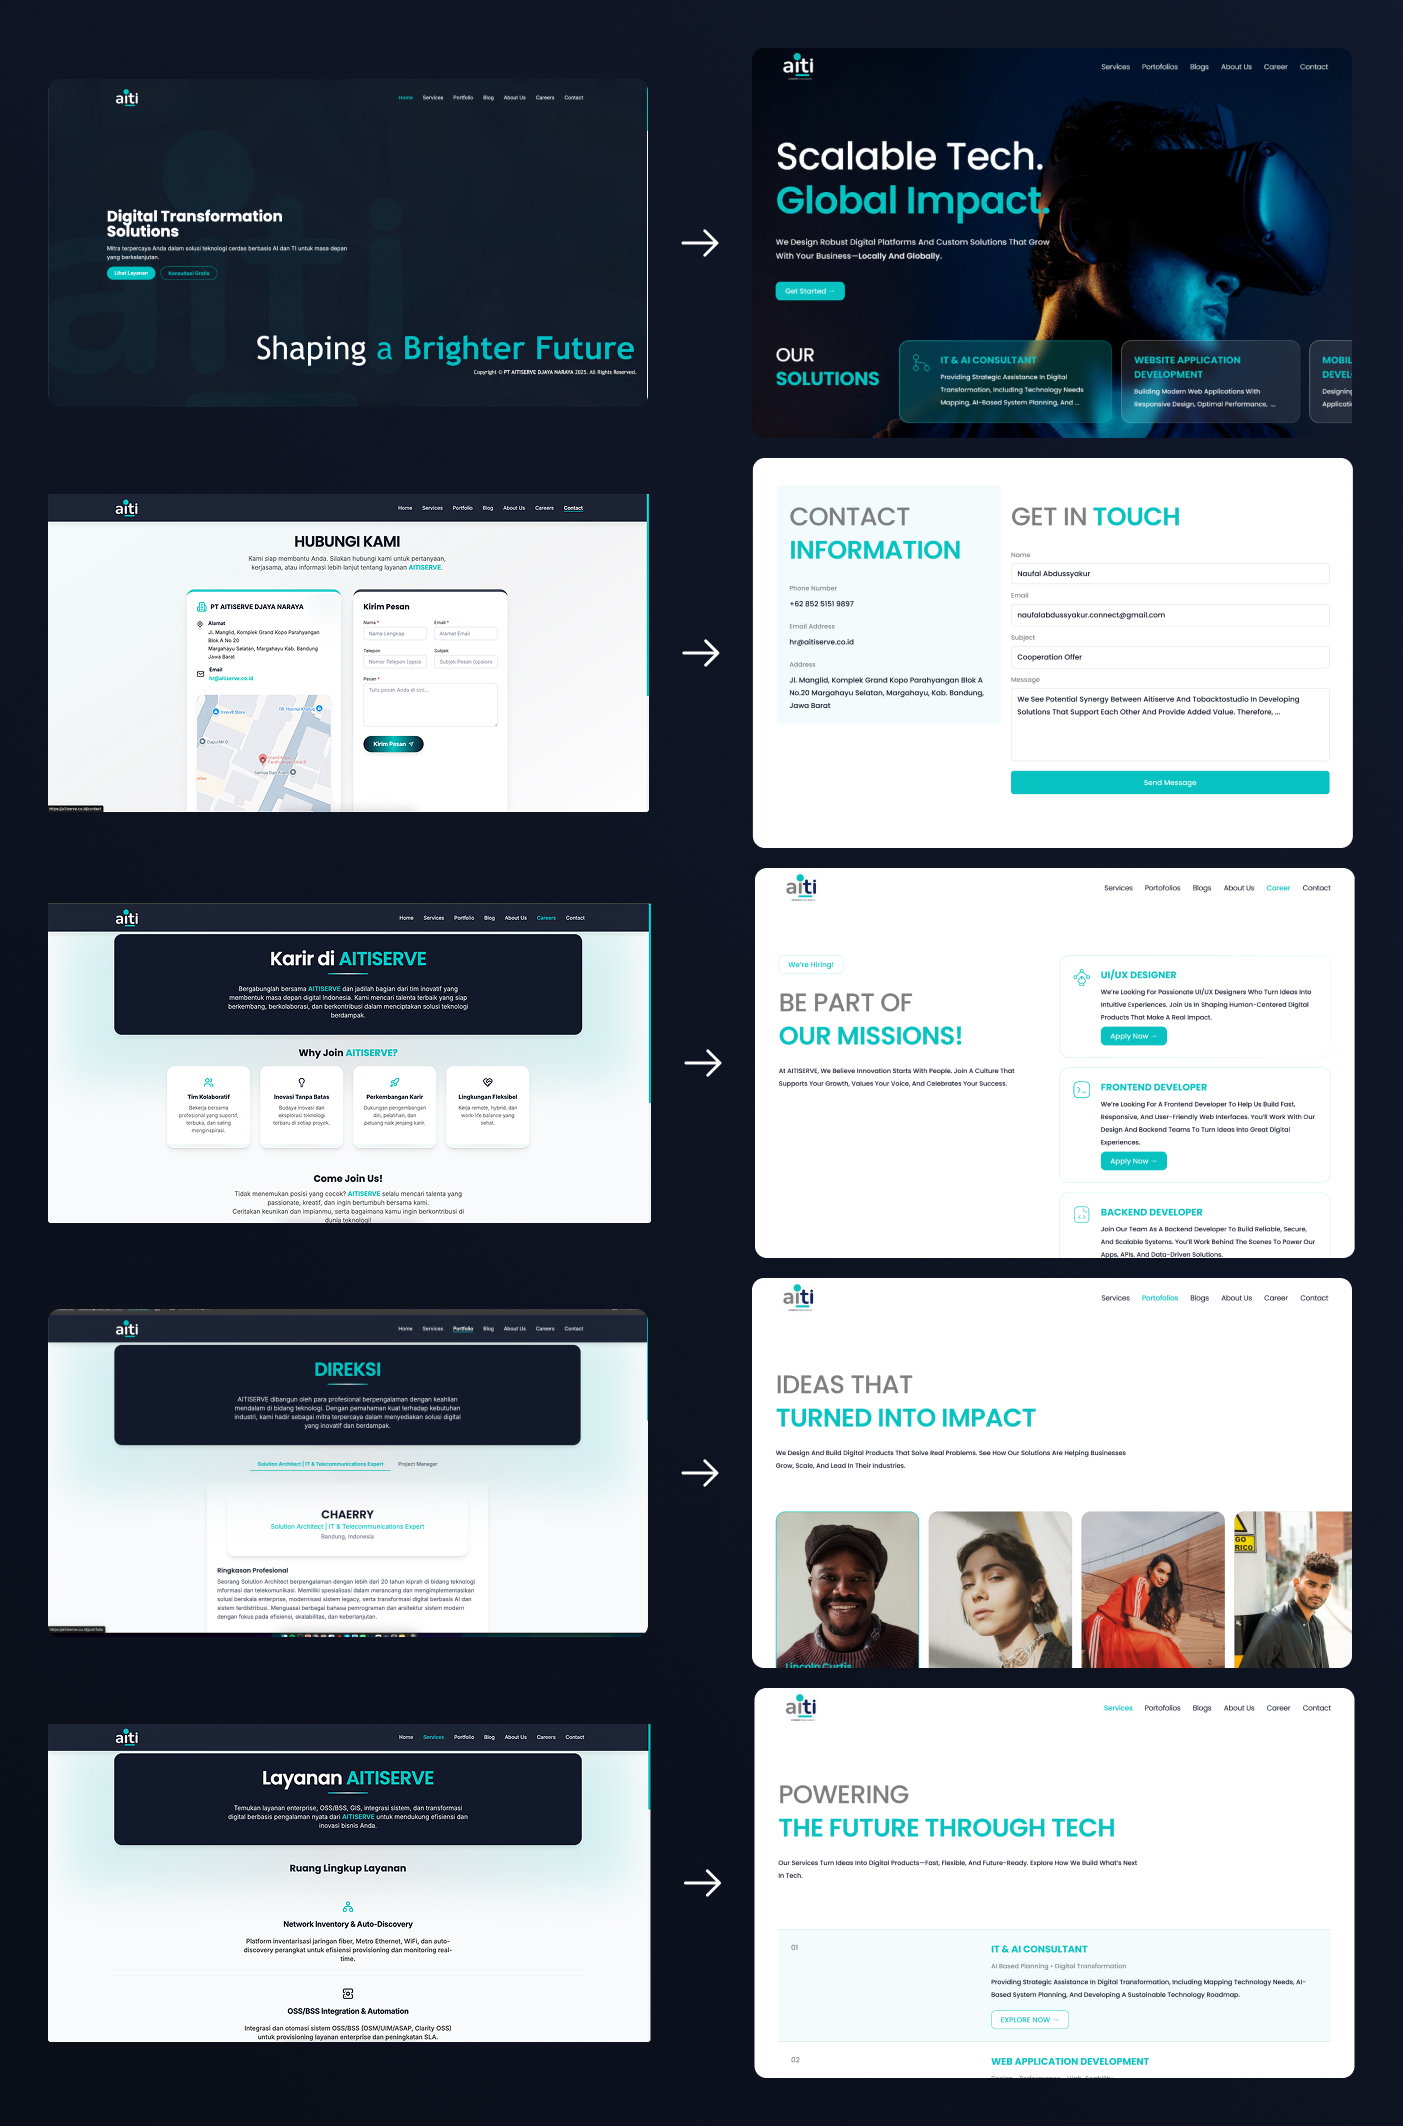 aiti
Home Services Portfolio Blog About Us Careers Contact
Digital Transformation
Solutions
Mitra terpercaya Anda dalam solusi teknologi cerdas berbasis AI dan TI untuk masa depan
yang berkelanjutan.
Lihat Layanan Konsultasi Gratis
Shaping a Brighter Future
Copyright © PT AITISERVE DJAYA NARAYA 2025. All Rights Reserved.
aiti
Services Portofolios Blogs About Us Career Contact
Scalable Tech.
Global Impact.
We Design Robust Digital Platforms And Custom Solutions That Grow
With Your Business—Locally And Globally.
Get Started →
OUR
SOLUTIONS
IT & AI CONSULTANT
Providing Strategic Assistance In Digital
Transformation, Including Technology Needs
Mapping, AI-Based System Planning, And ...
WEBSITE APPLICATION
DEVELOPMENT
Building Modern Web Applications With
Responsive Design, Optimal Performance, ...
MOBIL
DEVEL
Designing
Applicati
aiti
Home Services Portfolio Blog About Us Careers Contact
HUBUNGI KAMI
Kami siap membantu Anda. Silakan hubungi kami untuk pertanyaan,
kerjasama, atau informasi lebih lanjut tentang layanan AITISERVE.
PT AITISERVE DJAYA NARAYA
Alamat
Jl. Manglid, Komplek Grand Kopo Parahyangan
Blok A No 20
Margahayu Selatan, Margahayu Kab. Bandung
Jawa Barat
Email
hr@aitiserve.co.id
Innov8 Store
TB. Husnul Khotimah
DapurMr.D
Kirim Pesan
Nama * Email *
Nama Lengkap Alamat Email
Telepon Subjek
Nomor Telepon (opsio Subjek Pesan (opsiona
Pesan *
Tulis pesan Anda di sini...
Kirim Pesan
https://aitiserve.co.id/contact
CONTACT
INFORMATION
Phone Number
+62 852 5151 9897
Email Address
hr@aitiserve.co.id
Address
Jl. Manglid, Komplek Grand Kopo Parahyangan Blok A
No.20 Margahayu Selatan, Margahayu, Kab. Bandung,
Jawa Barat
GET IN TOUCH
Name
Naufal Abdussyakur
Email
naufalabdussyakur.connect@gmail.com
Subject
Cooperation Offer
Message
We See Potential Synergy Between Aitiserve And Tobacktostudio In Developing
Solutions That Support Each Other And Provide Added Value. Therefore, ...
Send Message
aiti
Home Services Portfolio Blog About Us Careers Contact
Karir di AITISERVE
Bergabunglah bersama AITISERVE dan jadilah bagian dari tim inovatif yang
membentuk masa depan digital Indonesia. Kami mencari talenta terbaik yang siap
berkembang, berkolaborasi, dan berkontribusi dalam menciptakan solusi teknologi
berdampak.
Why Join AITISERVE?
Tim Kolaboratif
Bekerja bersama
profesional yang suportif,
terbuka, dan saling
menginspirasi.
Inovasi Tanpa Batas
Budaya inovasi dan
eksplorasi teknologi
terbaru di setiap proyek.
Perkembangan Karir
Dukungan pengembangan
diri, pelatihan, dan
peluang naik jenjang karir.
Lingkungan Fleksibel
Kerja remote, hybrid, dan
work-life balance yang
sehat.
Come Join Us!
Tidak menemukan posisi yang cocok? AITISERVE selalu mencari talenta yang
passionate, kreatif, dan ingin bertumbuh bersama kami.
Ceritakan keunikan dan impianmu, serta bagaimana kamu ingin berkontribusi di
dunia teknologi!
aiti
Services Portofolios Blogs About Us Career Contact
We're Hiring!
BE PART OF
OUR MISSIONS!
At AITISERVE, We Believe Innovation Starts With People. Join A Culture That
Supports Your Growth, Values Your Voice, And Celebrates Your Success.
UI/UX DESIGNER
We're Looking For Passionate UI/UX Designers Who Turn Ideas Into
Intuitive Experiences. Join Us In Shaping Human-Centered Digital
Products That Make A Real Impact.
Apply Now →
FRONTEND DEVELOPER
We're Looking For A Frontend Developer To Help Us Build Fast,
Responsive, And User-Friendly Web Interfaces. You'll Work With Our
Design And Backend Teams To Turn Ideas Into Great Digital
Experiences.
Apply Now →
BACKEND DEVELOPER
Join Our Team As A Backend Developer To Build Reliable, Secure,
And Scalable Systems. You'll Work Behind The Scenes To Power Our
Apps, APIs, And Data-Driven Solutions.
aiti
Home Services Portfolio Blog About Us Careers Contact
DIREKSI
AITISERVE dibangun oleh para profesional berpengalaman dengan keahlian
mendalam di bidang teknologi. Dengan pemahaman kuat terhadap kebutuhan
industri, kami hadir sebagai mitra terpercaya dalam menyediakan solusi digital
yang inovatif dan berdampak.
Solution Architect | IT & Telecommunications Expert Project Manager
CHAERRY
Solution Architect | IT & Telecommunications Expert
Bandung, Indonesia
Ringkasan Profesional
Seorang Solution Architect berpengalaman dengan lebih dari 20 tahun kiprah di bidang teknologi
informasi dan telekomunikasi. Memiliki spesialisasi dalam merancang dan mengimplementasikan
solusi berskala enterprise, modernisasi sistem legacy, serta transformasi digital berbasis AI dan
sistem terdistribusi. Menguasai berbagai bahasa pemrograman dan arsitektur sistem modern
dengan fokus pada efisiensi, skalabilitas, dan keberlanjutan.
https://aitiserve.co.id/portfolio
aiti
Services Portofolios Blogs About Us Career Contact
IDEAS THAT
TURNED INTO IMPACT
We Design And Build Digital Products That Solve Real Problems. See How Our Solutions Are Helping Businesses
Grow, Scale, And Lead In Their Industries.
GO
RICO
Lincoln Curtis
aiti
Home Services Portfolio Blog About Us Careers Contact
Layanan AITISERVE
Temukan layanan enterprise, OSS/BSS, GIS, integrasi sistem, dan transformasi
digital berbasis pengalaman nyata dari AITISERVE untuk mendukung efisiensi dan
inovasi bisnis Anda.
Ruang Lingkup Layanan
Network Inventory & Auto-Discovery
Platform inventarisasi jaringan fiber, Metro Ethernet, WiFi, dan auto-
discovery perangkat untuk efisiensi provisioning dan monitoring real-
time.
OSS/BSS Integration & Automation
Integrasi dan otomasi sistem OSS/BSS (OSM/UIM/ASAP, Clarity OSS)
untuk provisioning layanan enterprise dan peningkatan SLA.
aiti
Services Portofolios Blogs About Us Career Contact
POWERING
THE FUTURE THROUGH TECH
Our Services Turn Ideas Into Digital Products—Fast, Flexible, And Future-Ready. Explore How We Build What's Next
In Tech.
01
IT & AI CONSULTANT
AI Based Planning • Digital Transformation
Providing Strategic Assistance In Digital Transformation, Including Mapping Technology Needs, AI-
Based System Planning, And Developing A Sustainable Technology Roadmap.
EXPLORE NOW →
02
WEB APPLICATION DEVELOPMENT